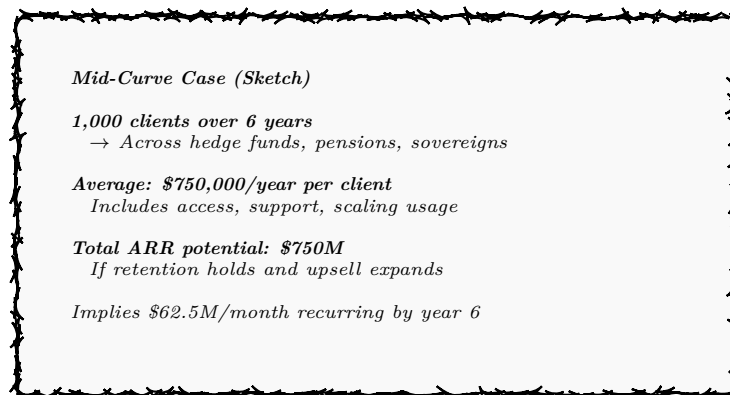 Mid-Curve Case (Sketch)
1,000 clients over 6 years
→ Across hedge funds, pensions, sovereigns
Average: $750,000/year per client
Includes access, support, scaling usage
Total ARR potential: $750M
If retention holds and upsell expands
Implies $62.5M/month recurring by year 6